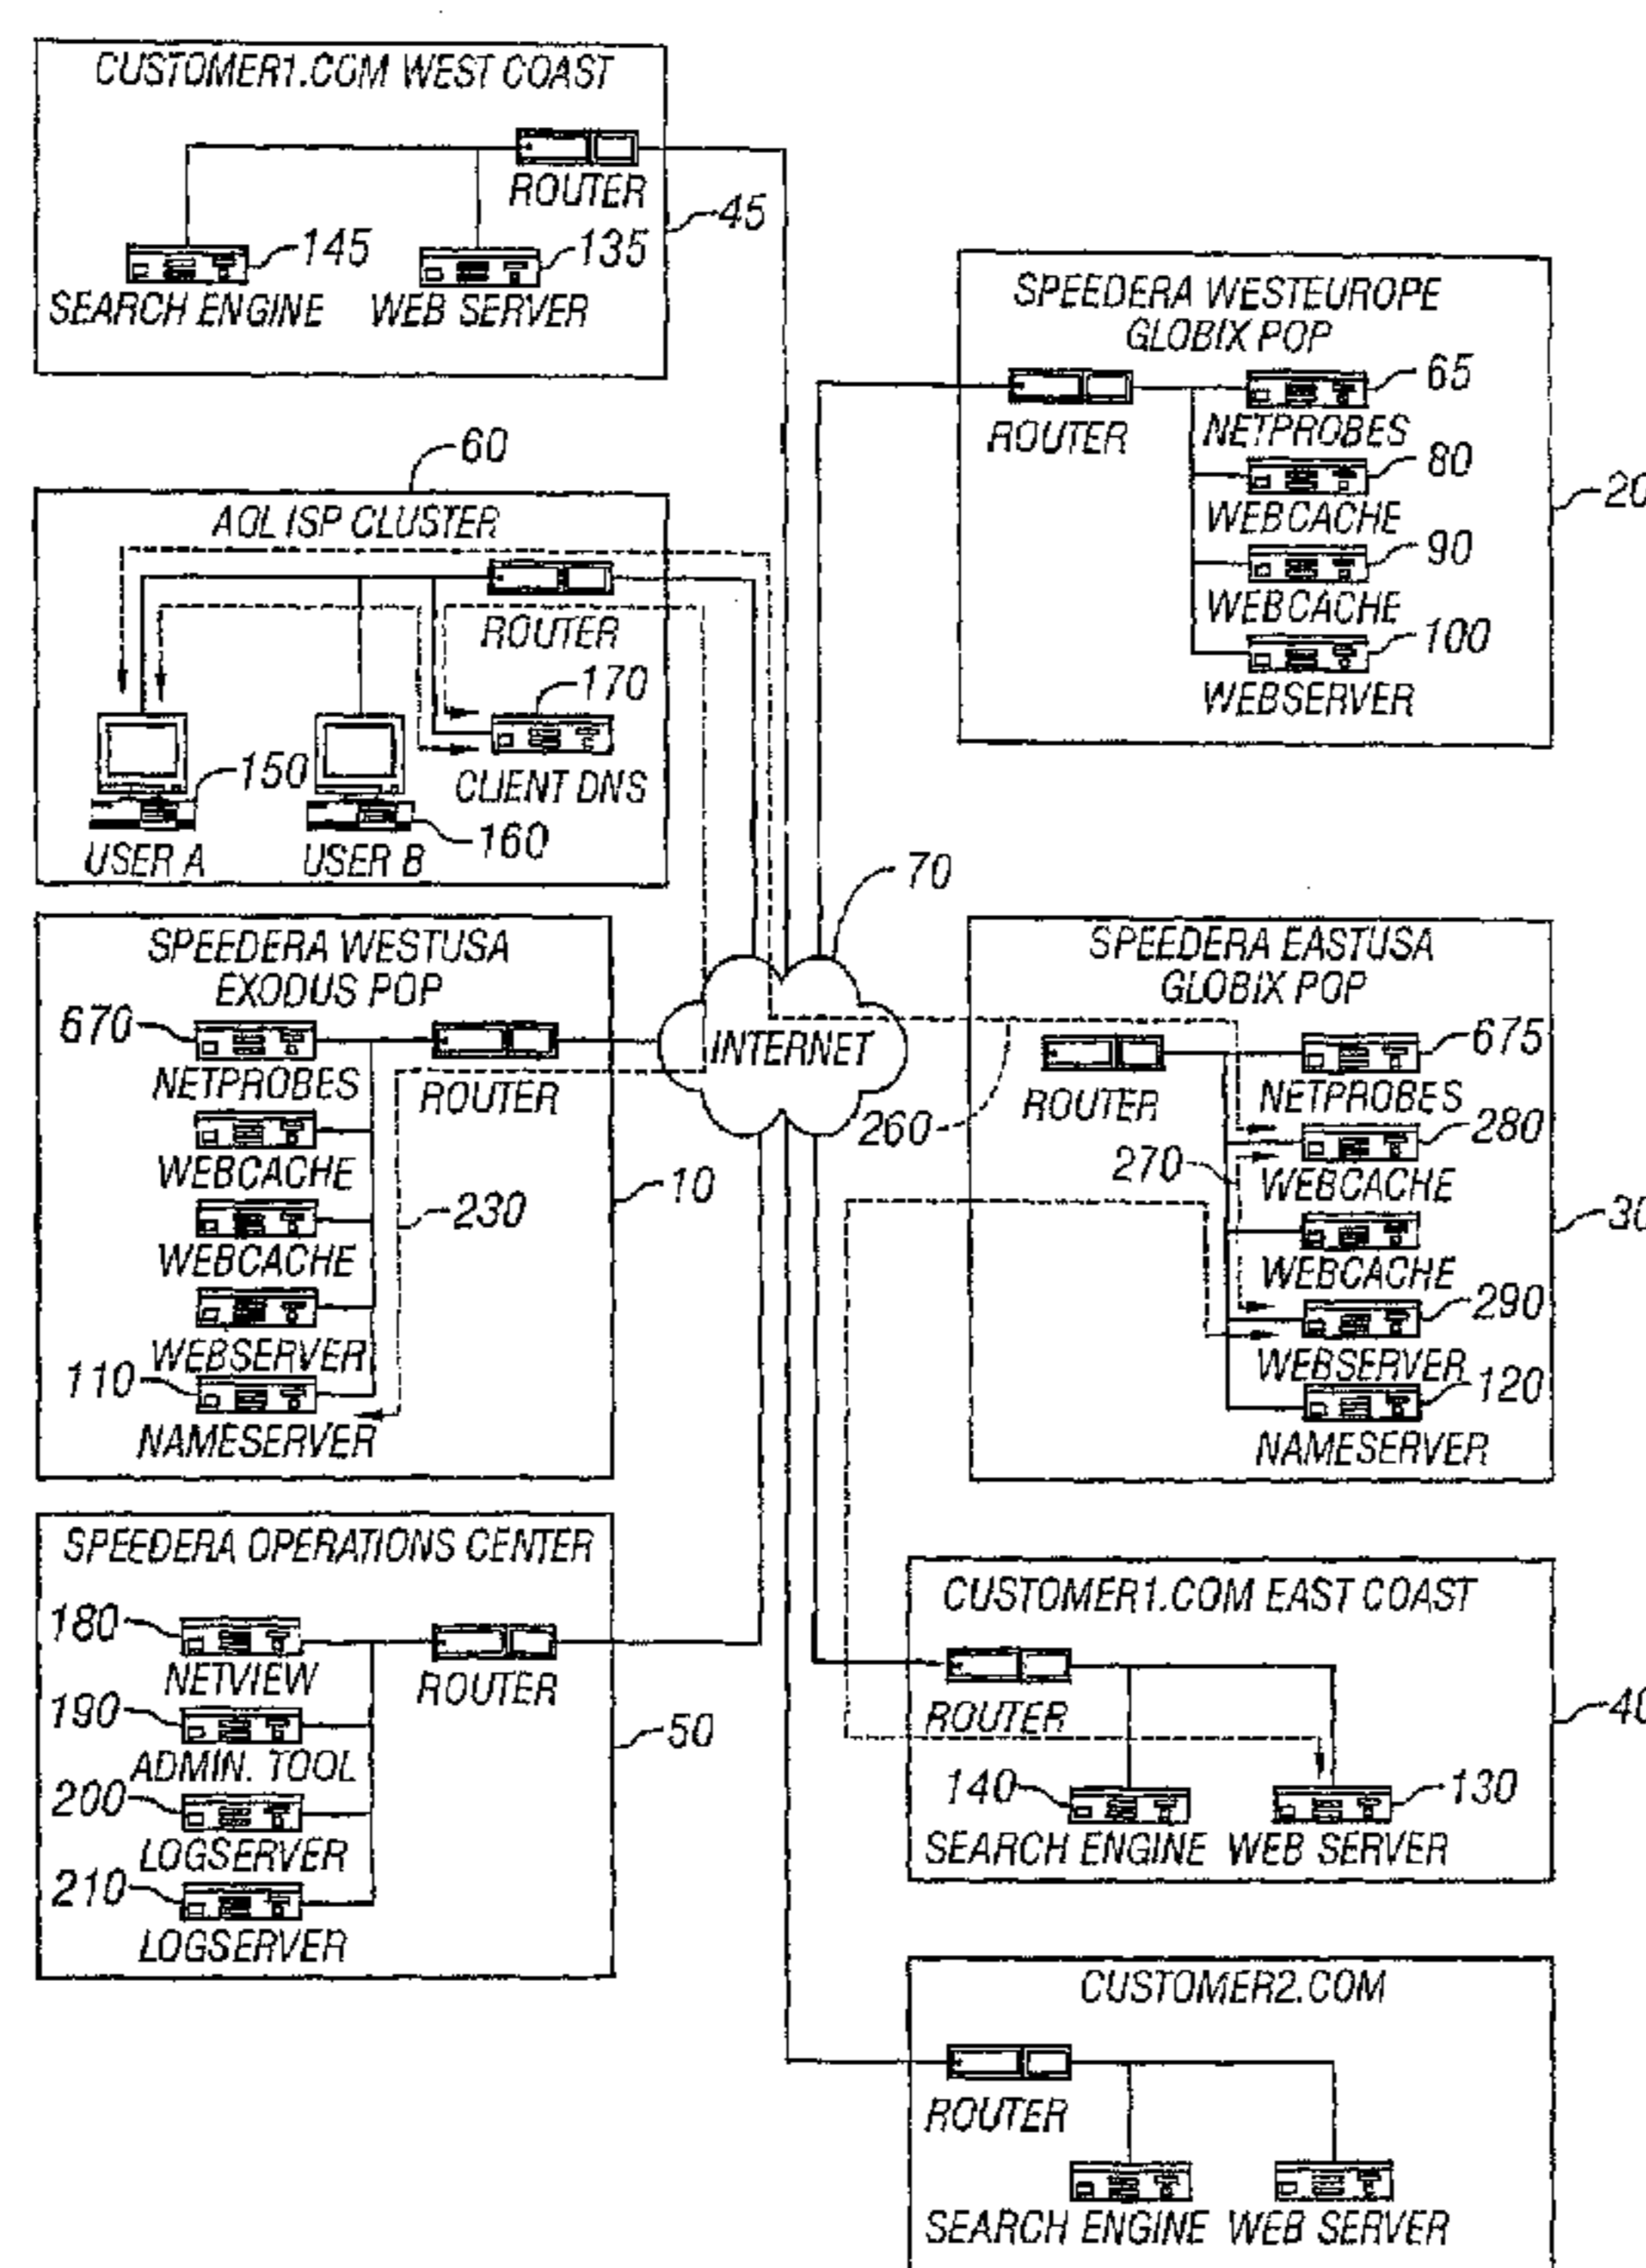 CUSTOMER1.COM WEST COAST
ROUTER
45
145
135
SEARCH ENGINE
WEB SERVER
60
AOL ISP CLUSTER
ROUTER
170
150
CLIENT DNS
160
USER A
USER B
SPEEDERA WESTUSA
EXODUS POP
670
NETPROBES
ROUTER
WEBCACHE
10
230
WEBCACHE
WEBSERVER
110
NAMESERVER
SPEEDERA OPERATIONS CENTER
180
NETVIEW
ROUTER
190
50
ADMIN. TOOL
200
LOGSERVER
210
LOGSERVER
70
INTERNET
SPEEDERA WESTEUROPE
GLOBIX POP
65
ROUTER
NETPROBES
80
20
WEBCACHE
90
WEBCACHE
100
WEBSERVER
SPEEDERA EASTUSA
GLOBIX POP
675
ROUTER
NETPROBES
260
280
270
WEBCACHE
30
WEBCACHE
290
WEBSERVER
120
NAMESERVER
CUSTOMER1.COM EAST COAST
ROUTER
40
140
130
SEARCH ENGINE
WEB SERVER
CUSTOMER2.COM
ROUTER
SEARCH ENGINE
WEB SERVER